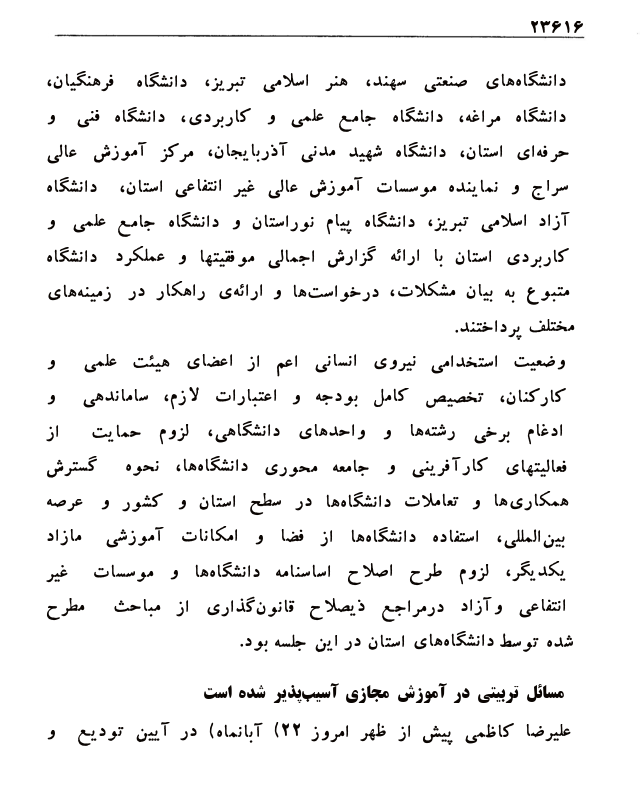 ۲۳۶۱۶
دانشگاه‌های صنعتی سهند، هنر اسلامی تبریز، دانشگاه فرهنگیان،
دانشگاه مراغه، دانشگاه جامع علمی و کاربردی، دانشگاه فنی و
حرفه‌ای استان، دانشگاه شهید مدنی آذربایجان، مرکز آموزش عالی
سراج و نماینده موسسات آموزش عالی غیر انتفاعی استان، دانشگاه
آزاد اسلامی تبریز، دانشگاه پیام نوراستان و دانشگاه جامع علمی و
کاربردی استان با ارائه گزارش اجمالی موفقیتها و عملکرد دانشگاه
متبوع به بیان مشکلات، درخواست‌ها و ارائه‌ی راهکار در زمینه‌های
مختلف پرداختند.
وضعیت استخدامی نیروی انسانی اعم از اعضای هیئت علمی و
کارکنان، تخصیص کامل بودجه و اعتبارات لازم، ساماندهی و
ادغام برخی رشته‌ها و واحدهای دانشگاهی، لزوم حمایت از
فعالیتهای کارآفرینی و جامعه محوری دانشگاه‌ها، نحوه گسترش
همکاری‌ها و تعاملات دانشگاه‌ها در سطح استان و کشور و عرصه
بین‌المللی، استفاده دانشگاه‌ها از فضا و امکانات آموزشی مازاد
یکدیگر، لزوم طرح اصلاح اساسنامه دانشگاه‌ها و موسسات غیر
انتفاعی وآزاد درمراجع ذیصلاح قانون‌گذاری از مباحث مطرح
شده توسط دانشگاه‌های استان در این جلسه بود.
مسائل تربیتی در آموزش مجازی آسیب‌پذیر شده است
علیرضا کاظمی پیش از ظهر امروز ۲۲) آبانماه) در آیین تودیع و